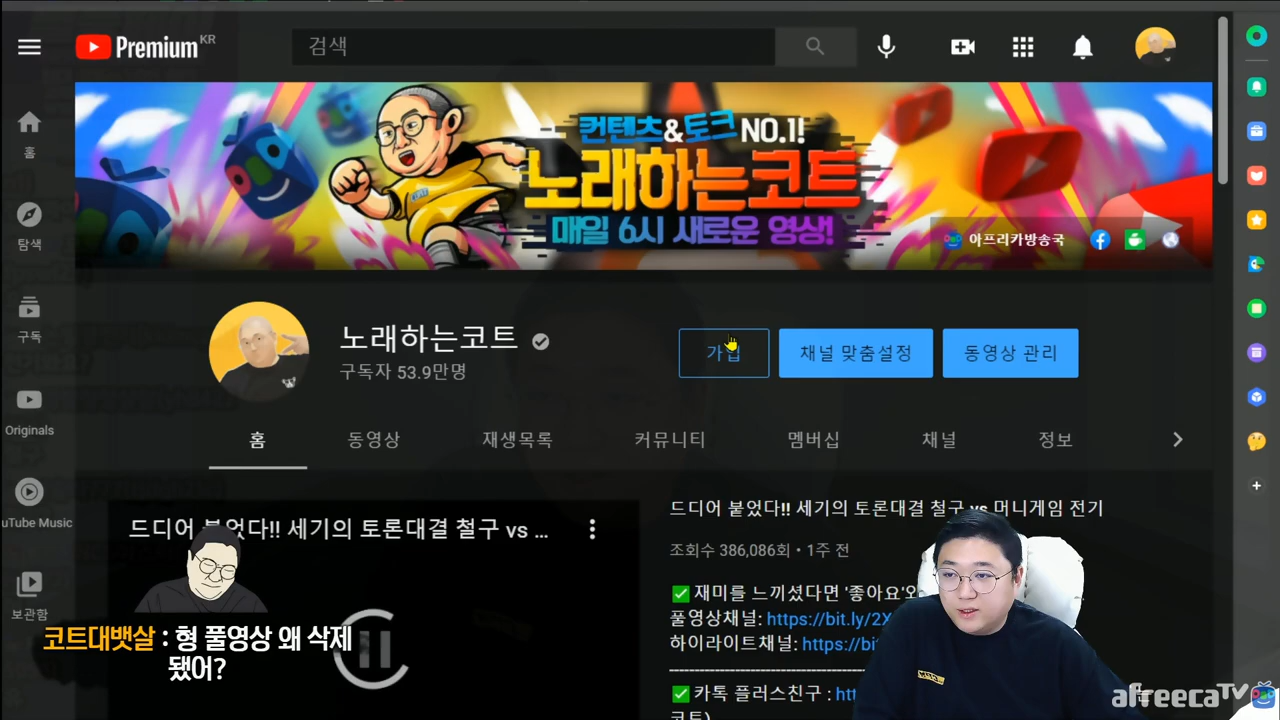 Premium KR
검색
컨텐츠&토크 NO.1!
노래하는코트
매일 6시 새로운 영상!
아프리카방송국
홈
탐색
구독
Originals
uTube Music
보관함
노래하는코트
구독자 53.9만명
가입
채널 맞춤설정
동영상 관리
홈
동영상
재생목록
커뮤니티
멤버십
채널
정보
드디어 붙었다!! 세기의 토론대결 철구 vs ...
드디어 붙었다!! 세기의 토론대결 철구 vs 머니게임 전기
조회수 386,086회 • 1주 전
✅ 재미를 느끼셨다면 '좋아요'
풀영상채널: https://bit.ly/2X
하이라이트채널: https://bi
✅ 카톡 플러스친구 : htt
코트)
코트대뱃살 : 형 풀영상 왜 삭제
됐어?
afreecaTV